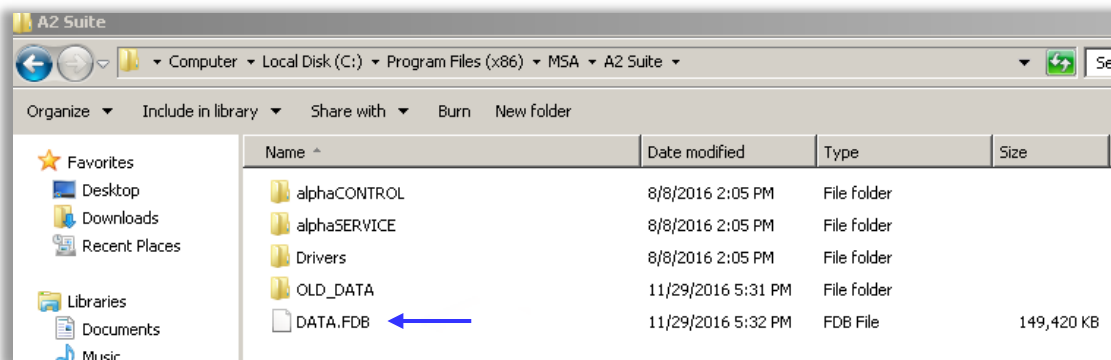 A2 Suite
Computer Local Disk (C:) Program Files (x86) MSA A2 Suite Se
Organize Include in library Share with Burn New folder
Favorites
Desktop
Downloads
Recent Places
Libraries
Documents
Music
Name Date modified Type Size
alphaCONTROL 8/8/2016 2:05 PM File folder
alphaSERVICE 8/8/2016 2:05 PM File folder
Drivers 8/8/2016 2:05 PM File folder
OLD_DATA 11/29/2016 5:31 PM File folder
DATA.FDB 11/29/2016 5:32 PM FDB File 149,420 KB